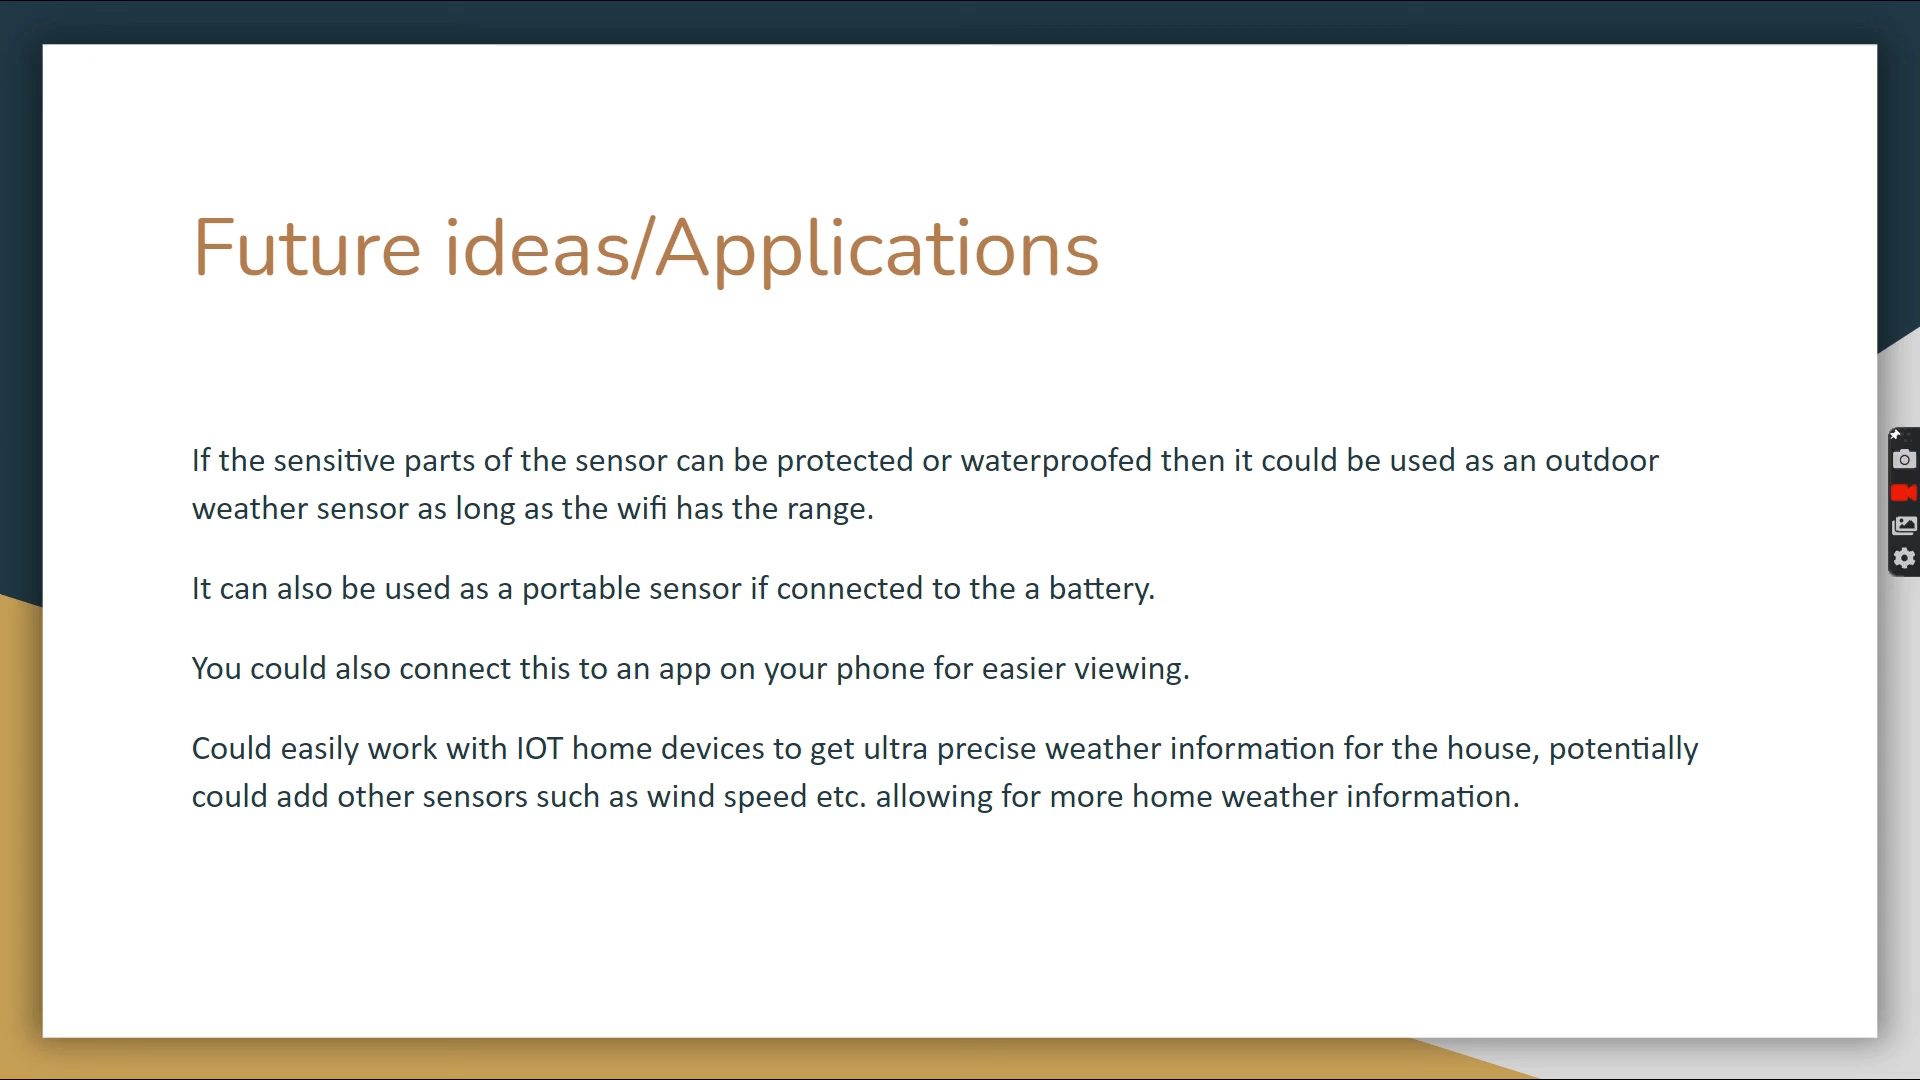 Future ideas/Applications
If the sensitive parts of the sensor can be protected or waterproofed then it could be used as an outdoor
weather sensor as long as the wifi has the range.
It can also be used as a portable sensor if connected to the a battery.
You could also connect this to an app on your phone for easier viewing.
Could easily work with IOT home devices to get ultra precise weather information for the house, potentially
could add other sensors such as wind speed etc. allowing for more home weather information.